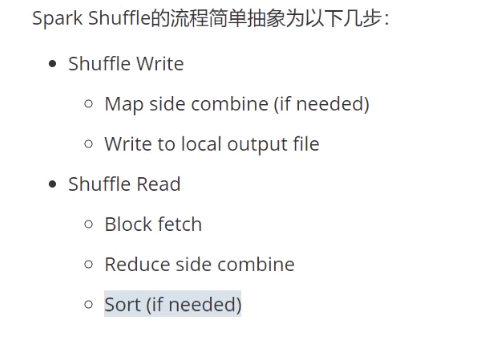 Spark Shuffle的流程简单抽象为以下几步：
Shuffle Write
Map side combine (if needed)
Write to local output file
Shuffle Read
Block fetch
Reduce side combine
Sort (if needed)